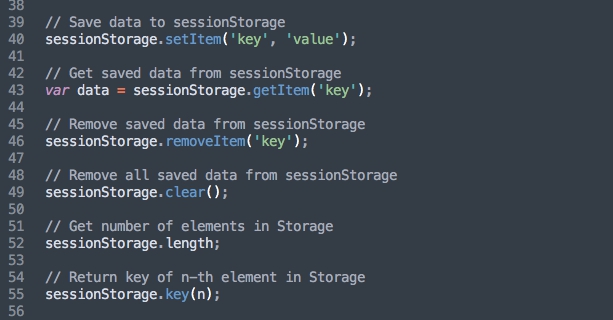 38
39 // Save data to sessionStorage
40 sessionStorage.setItem('key', 'value');
41
42 // Get saved data from sessionStorage
43 var data = sessionStorage.getItem('key');
44
45 // Remove saved data from sessionStorage
46 sessionStorage.removeItem('key');
47
48 // Remove all saved data from sessionStorage
49 sessionStorage.clear();
50
51 // Get number of elements in Storage
52 sessionStorage.length;
53
54 // Return key of n-th element in Storage
55 sessionStorage.key(n);
56